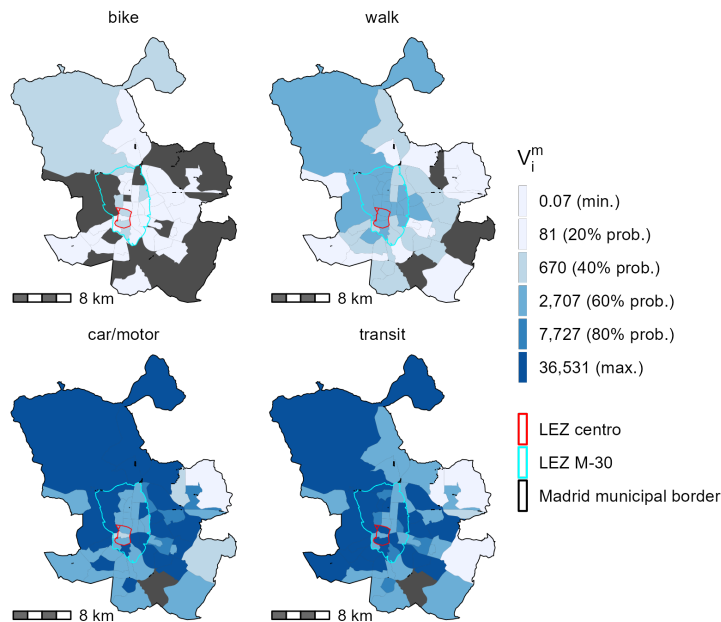 bike
walk
8 km
8 km
car/motor
transit
8 km
8 km
V_i^m
0.07 (min.)
81 (20% prob.)
670 (40% prob.)
2,707 (60% prob.)
7,727 (80% prob.)
36,531 (max.)
LEZ centro
LEZ M-30
Madrid municipal border